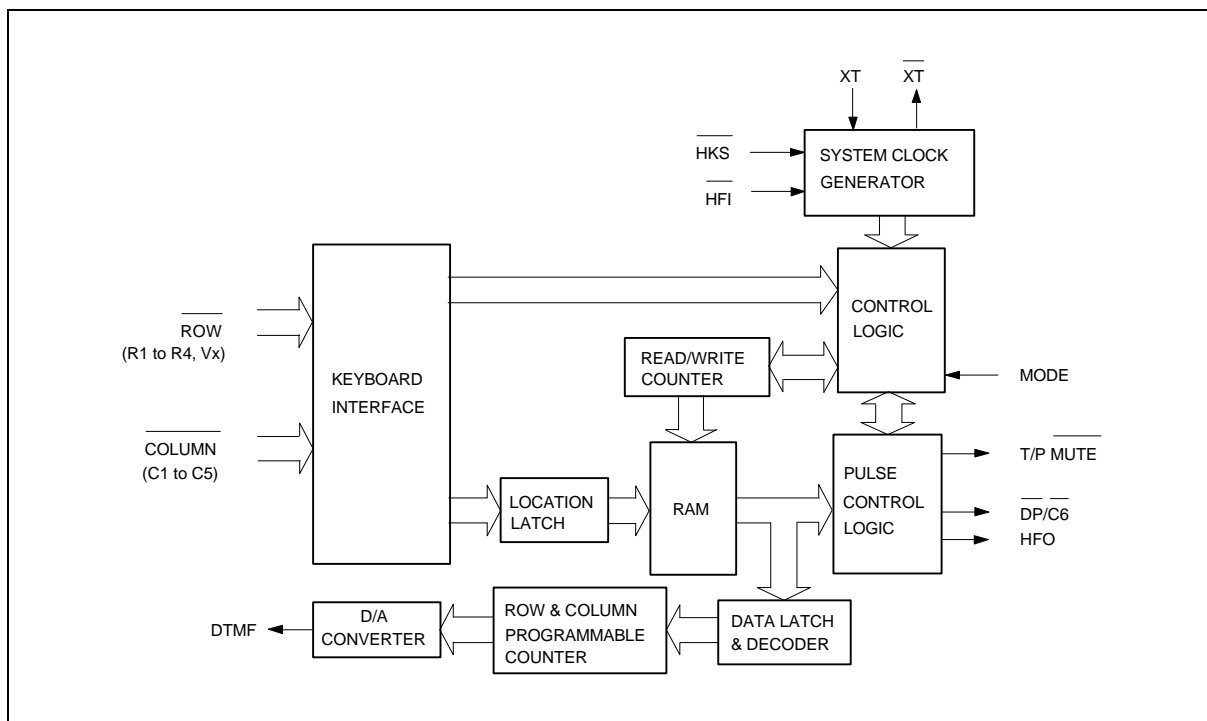 XT
XT
HKS
HFI
SYSTEM CLOCK
GENERATOR
ROW
(R1 to R4, Vx)
COLUMN
(C1 to C5)
KEYBOARD
INTERFACE
CONTROL
LOGIC
READ/WRITE
COUNTER
MODE
LOCATION
LATCH
RAM
PULSE
CONTROL
LOGIC
T/P MUTE
DP/C6
HFO
DTMF
D/A
CONVERTER
ROW & COLUMN
PROGRAMMABLE
COUNTER
DATA LATCH
& DECODER